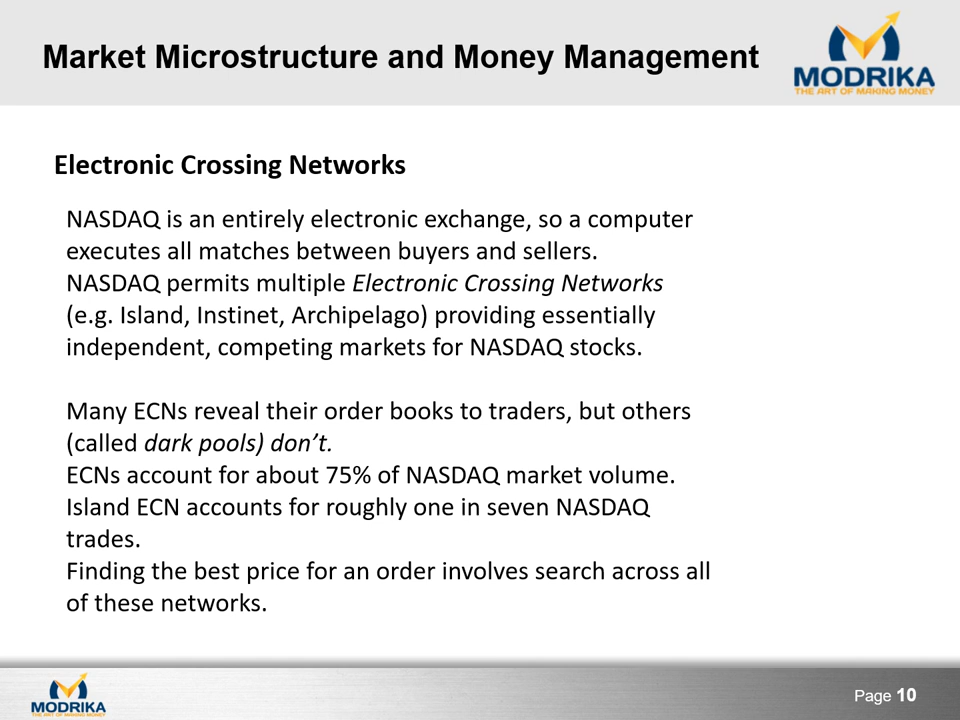 Market Microstructure and Money Management
MODRIKA
THE ART OF MAKING MONEY
Electronic Crossing Networks
NASDAQ is an entirely electronic exchange, so a computer
executes all matches between buyers and sellers.
NASDAQ permits multiple Electronic Crossing Networks
(e.g. Island, Instinet, Archipelago) providing essentially
independent, competing markets for NASDAQ stocks.
Many ECNs reveal their order books to traders, but others
(called dark pools) don’t.
ECNs account for about 75% of NASDAQ market volume.
Island ECN accounts for roughly one in seven NASDAQ
trades.
Finding the best price for an order involves search across all
of these networks.
MODRIKA
THE ART OF MAKING MONEY
Page 10